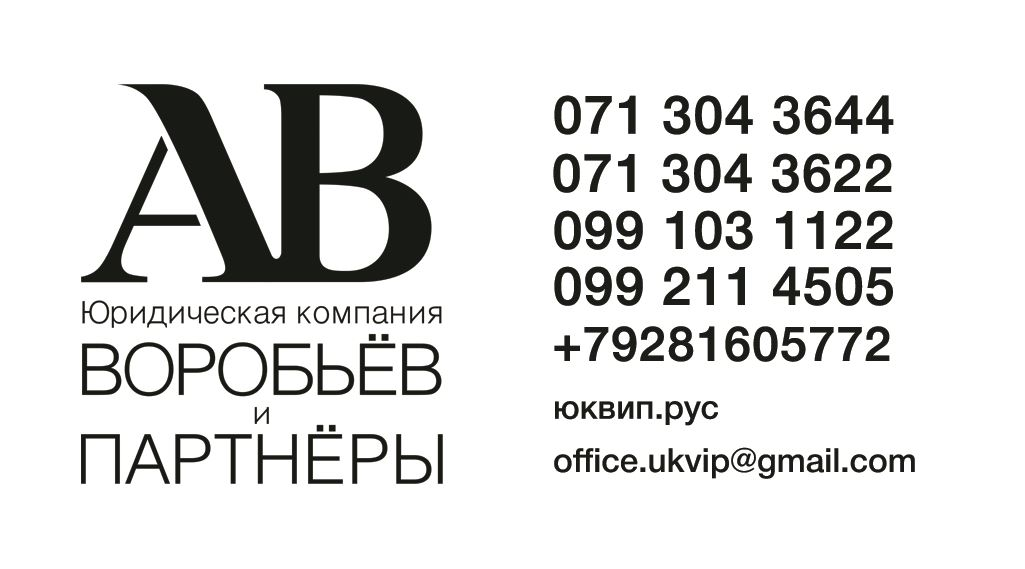 АВ
Юридическая компания
ВОРОБЬЁВ
и
ПАРТНЁРЫ
071 304 3644
071 304 3622
099 103 1122
099 211 4505
+79281605772
юквип.рус
office.ukvip@gmail.com